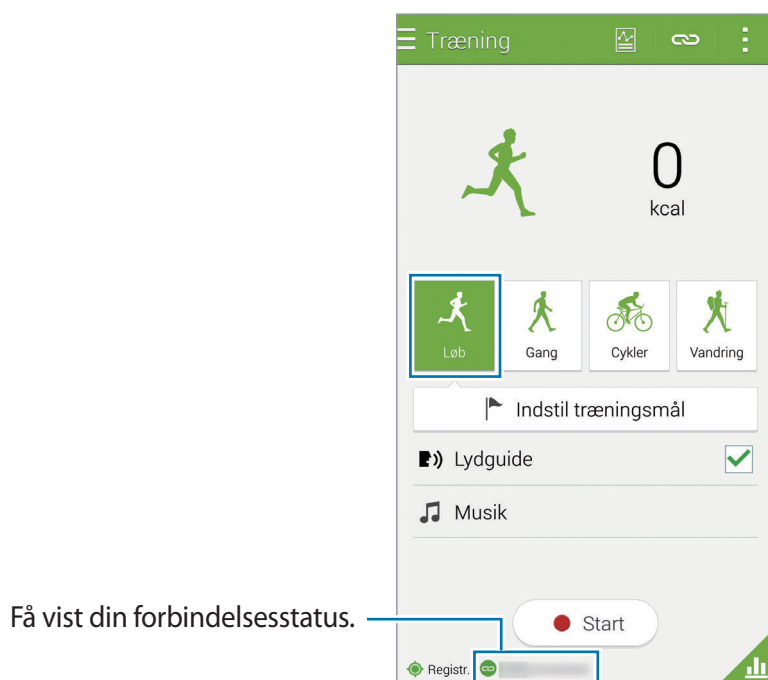 Træning
0
kcal
Løb
Gang
Cykler
Vandring
Indstil træningsmål
Lydguide
Musik
Få vist din forbindelsesstatus.
Start
Registr.